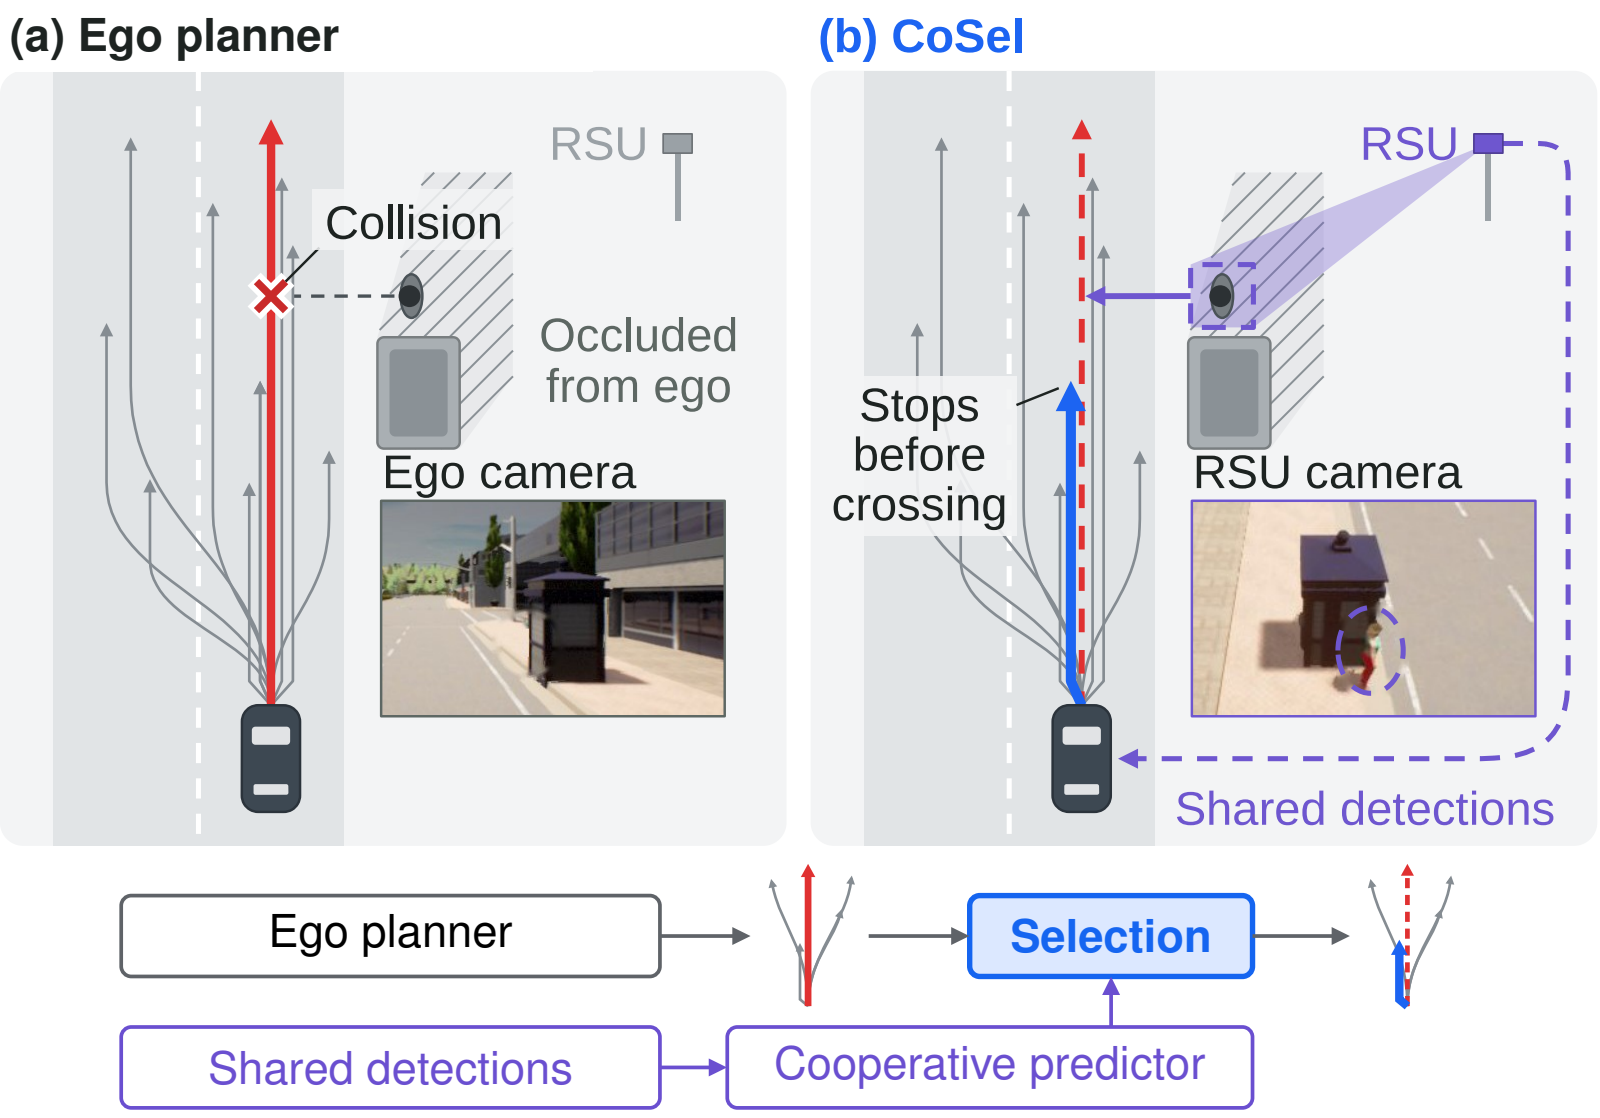 (a) Ego planner
RSU
Collision
Occluded
from ego
Ego camera
(b) CoSel
RSU
Stops
before
crossing
RSU camera
Shared detections
Ego planner
Selection
Shared detections
Cooperative predictor